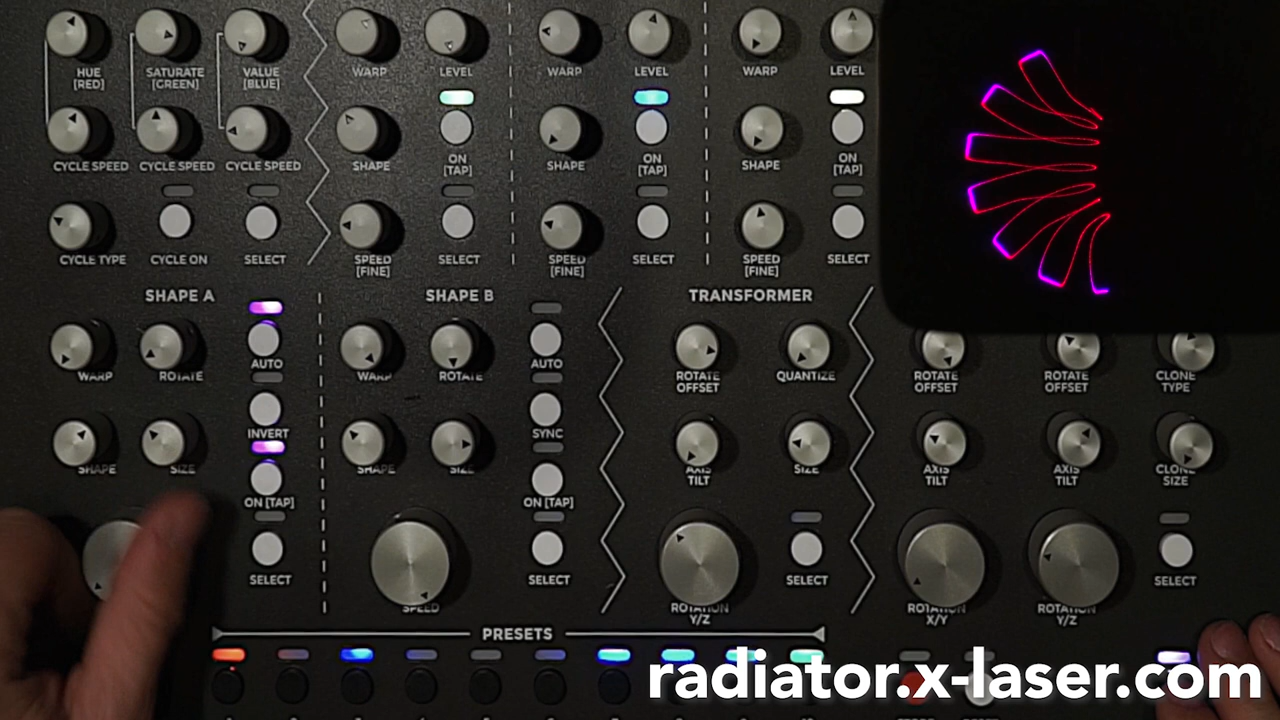 HUE [RED]
SATURATE [GREEN]
VALUE [BLUE]
WARP
LEVEL
WARP
LEVEL
WARP
LEVEL
CYCLE SPEED
CYCLE SPEED
CYCLE SPEED
SHAPE
ON [TAP]
SHAPE
ON [TAP]
SHAPE
ON [TAP]
CYCLE TYPE
CYCLE ON
SELECT
SPEED [FINE]
SELECT
SPEED [FINE]
SELECT
SPEED [FINE]
SELECT
SHAPE A
SHAPE B
TRANSFORMER
WARP
ROTATE
AUTO
WARP
ROTATE
AUTO
ROTATE OFFSET
QUANTIZE
ROTATE OFFSET
ROTATE OFFSET
CLONE TYPE
SHAPE
SIZE
INVERT
SHAPE
SIZE
SYNC
AXIS TILT
SIZE
AXIS TILT
AXIS TILT
CLONE SIZE
ON [TAP]
ON [TAP]
SELECT
SPEED
SELECT
ROTATION Y/Z
SELECT
ROTATION X/Y
ROTATION Y/Z
SELECT
PRESETS
radiator.x-laser.com